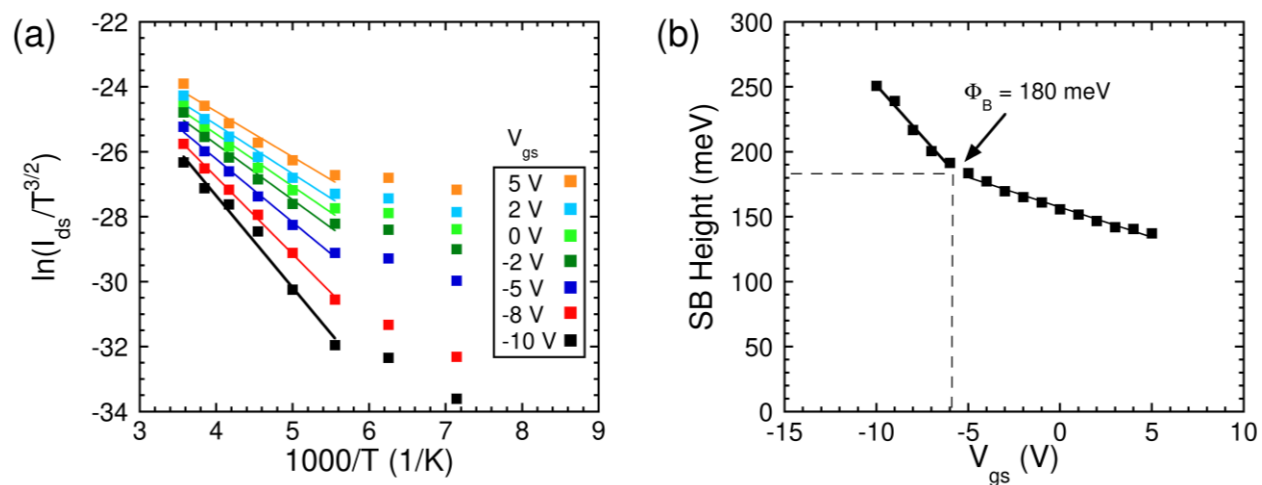 (a)
-22
-24
-26
-28
-30
-32
-34
ln(I_ds/T^3/2)
3 4 5 6 7 8 9
1000/T (1/K)
V_gs
5 V
2 V
0 V
-2 V
-5 V
-8 V
-10 V
(b)
300
250
200
150
100
50
0
SB Height (meV)
Φ_B = 180 meV
-15 -10 -5 0 5 10
V_gs (V)